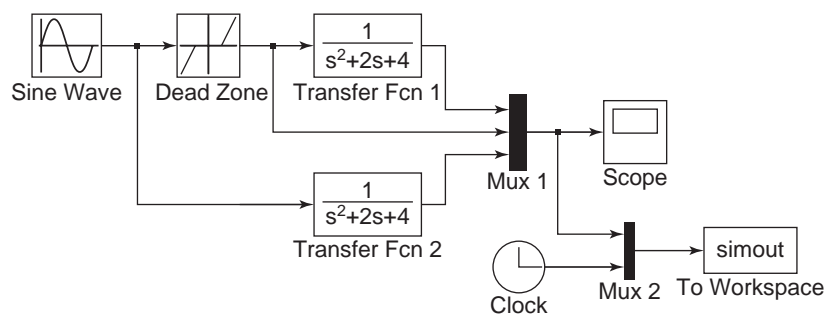 1
s²+2s+4
Sine Wave
Dead Zone
Transfer Fcn 1
Mux 1
Scope
1
s²+2s+4
Transfer Fcn 2
simout
Clock
Mux 2
To Workspace